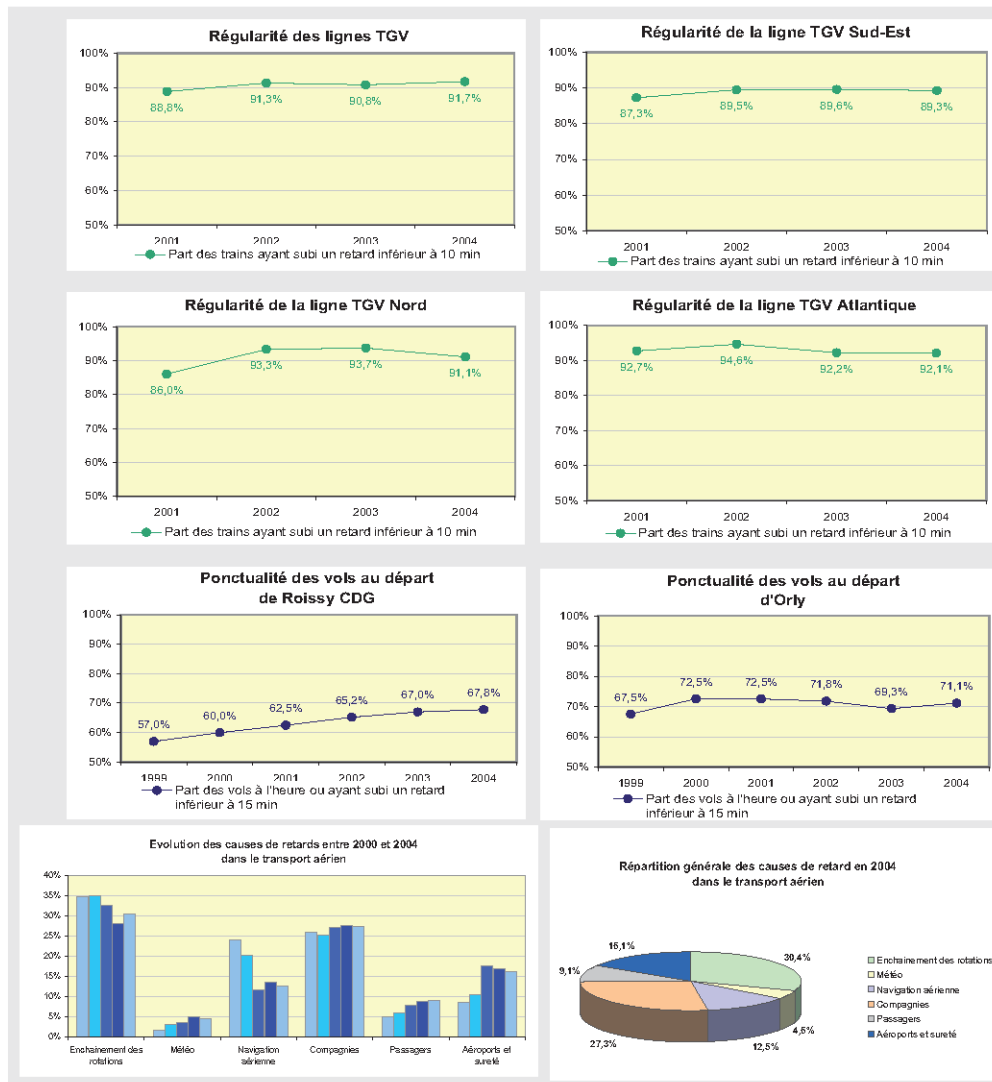 Régularité des lignes TGV
100%
90%
80%
70%
60%
50%
88,8%
91,3%
90,8%
91,7%
2001 2002 2003 2004
Part des trains ayant subi un retard inférieur à 10 min
Régularité de la ligne TGV Sud-Est
100%
90%
80%
70%
60%
50%
87,3%
89,5%
89,6%
89,3%
2001 2002 2003 2004
Part des trains ayant subi un retard inférieur à 10 min
Régularité de la ligne TGV Nord
100%
90%
80%
70%
60%
50%
86,0%
93,3%
93,7%
91,1%
2001 2002 2003 2004
Part des trains ayant subi un retard inférieur à 10 min
Régularité de la ligne TGV Atlantique
100%
90%
80%
70%
60%
50%
92,7%
94,6%
92,2%
92,1%
2001 2002 2003 2004
Part des trains ayant subi un retard inférieur à 10 min
Ponctualité des vols au départ
de Roissy CDG
100%
90%
80%
70%
60%
50%
57,0%
60,0%
62,5%
65,2%
67,0%
67,8%
1999 2000 2001 2002 2003 2004
Part des vols à l'heure ou ayant subi un retard
inférieur à 15 min
Ponctualité des vols au départ
d'Orly
100%
90%
80%
70%
60%
50%
67,5%
72,5%
72,5%
71,8%
69,3%
71,1%
1999 2000 2001 2002 2003 2004
Part des vols à l'heure ou ayant subi un retard
inférieur à 15 min
Evolution des causes de retards entre 2000 et 2004
dans le transport aérien
40%
35%
30%
25%
20%
15%
10%
5%
0%
Enchainement des
rotations
Météo
Navigation
aérienne
Compagnies
Passagers
Aéroports et
sureté
Répartition générale des causes de retard en 2004
dans le transport aérien
16,1%
9,1%
30,4%
27,3%
12,5%
4,5%
Enchrainement des rotations
Météo
Navigation aérienne
Compagnies
Passagers
Aéroports et sureté